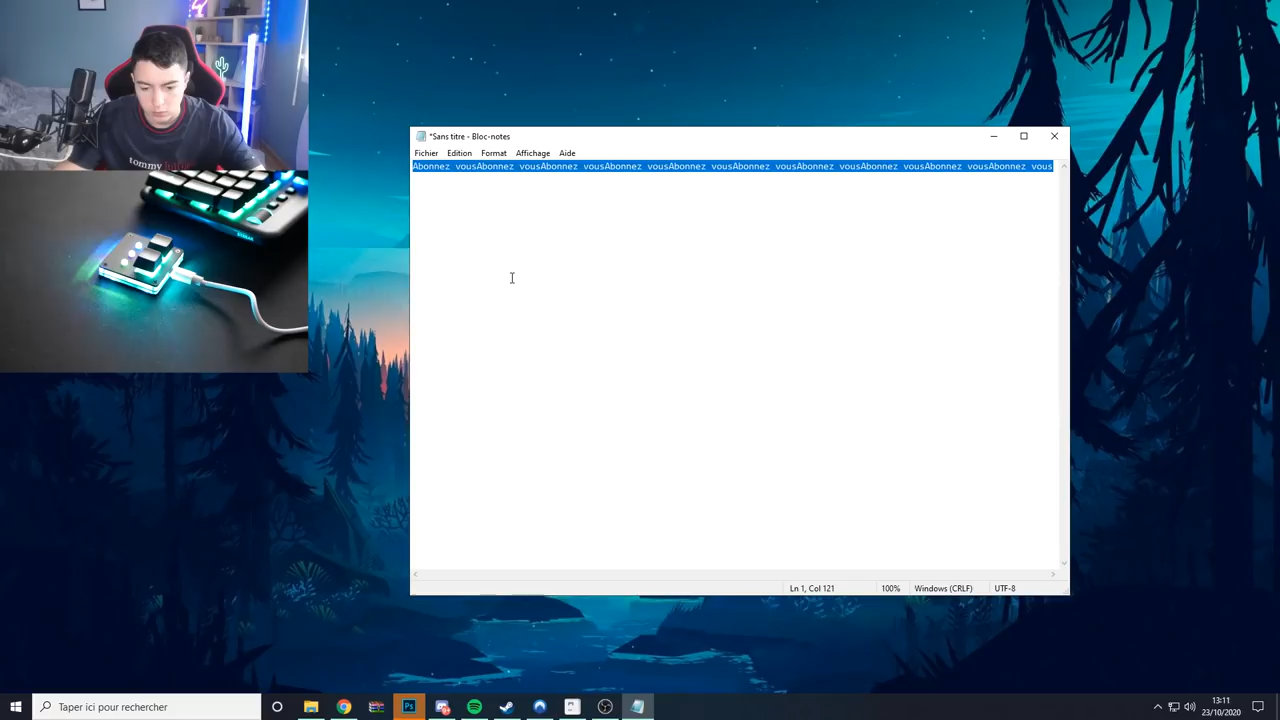 tommy
*Sans titre - Bloc-notes
Fichier Edition Format Affichage Aide
Abonnez vousAbonnez vousAbonnez vousAbonnez vousAbonnez vousAbonnez vousAbonnez vousAbonnez vousAbonnez vousAbonnez vous
Ln 1, Col 121 100% Windows (CRLF) UTF-8
Taper ici pour rechercher
Ps
13:11
23/10/2020